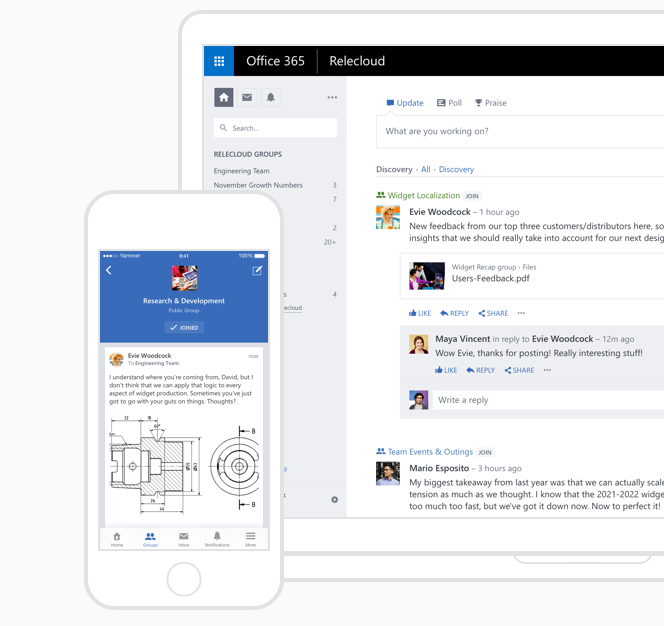 Office 365
Relecloud
Update
Poll
Praise
What are you working on?
Search...
RELECLOUD GROUPS
Engineering Team
November Growth Numbers 3
7
2
20+
s 4
ecloud
Discovery · All · Discovery
Widget Localization JOIN
Evie Woodcock – 1 hour ago
New feedback from our top three customers/distributors here, so
insights that we should really take into account for our next desig
Widget Recap group › Files
Users-Feedback.pdf
LIKE REPLY SHARE
Maya Vincent in reply to Evie Woodcock – 12m ago
Wow Evie, thanks for posting! Really interesting stuff!
LIKE REPLY SHARE
Write a reply
Team Events & Outings JOIN
Mario Esposito – 3 hours ago
My biggest takeaway from last year was that we can actually scale
tension as much as we thought. I know that the 2021-2022 widge
too much too fast, but we've got it down now. Now to perfect it!
Yammer 9:41 100%
Research & Development
Public Group
JOINED
Evie Woodcock now
To Engineering Team
I understand where you're coming from, David, but I
don't think that we can apply that logic to every
aspect of widget production. Sometimes you've just
got to go with your guts on things. Thoughts?
22 18
60°
B
B
26
46
Home Groups Inbox Notifications More